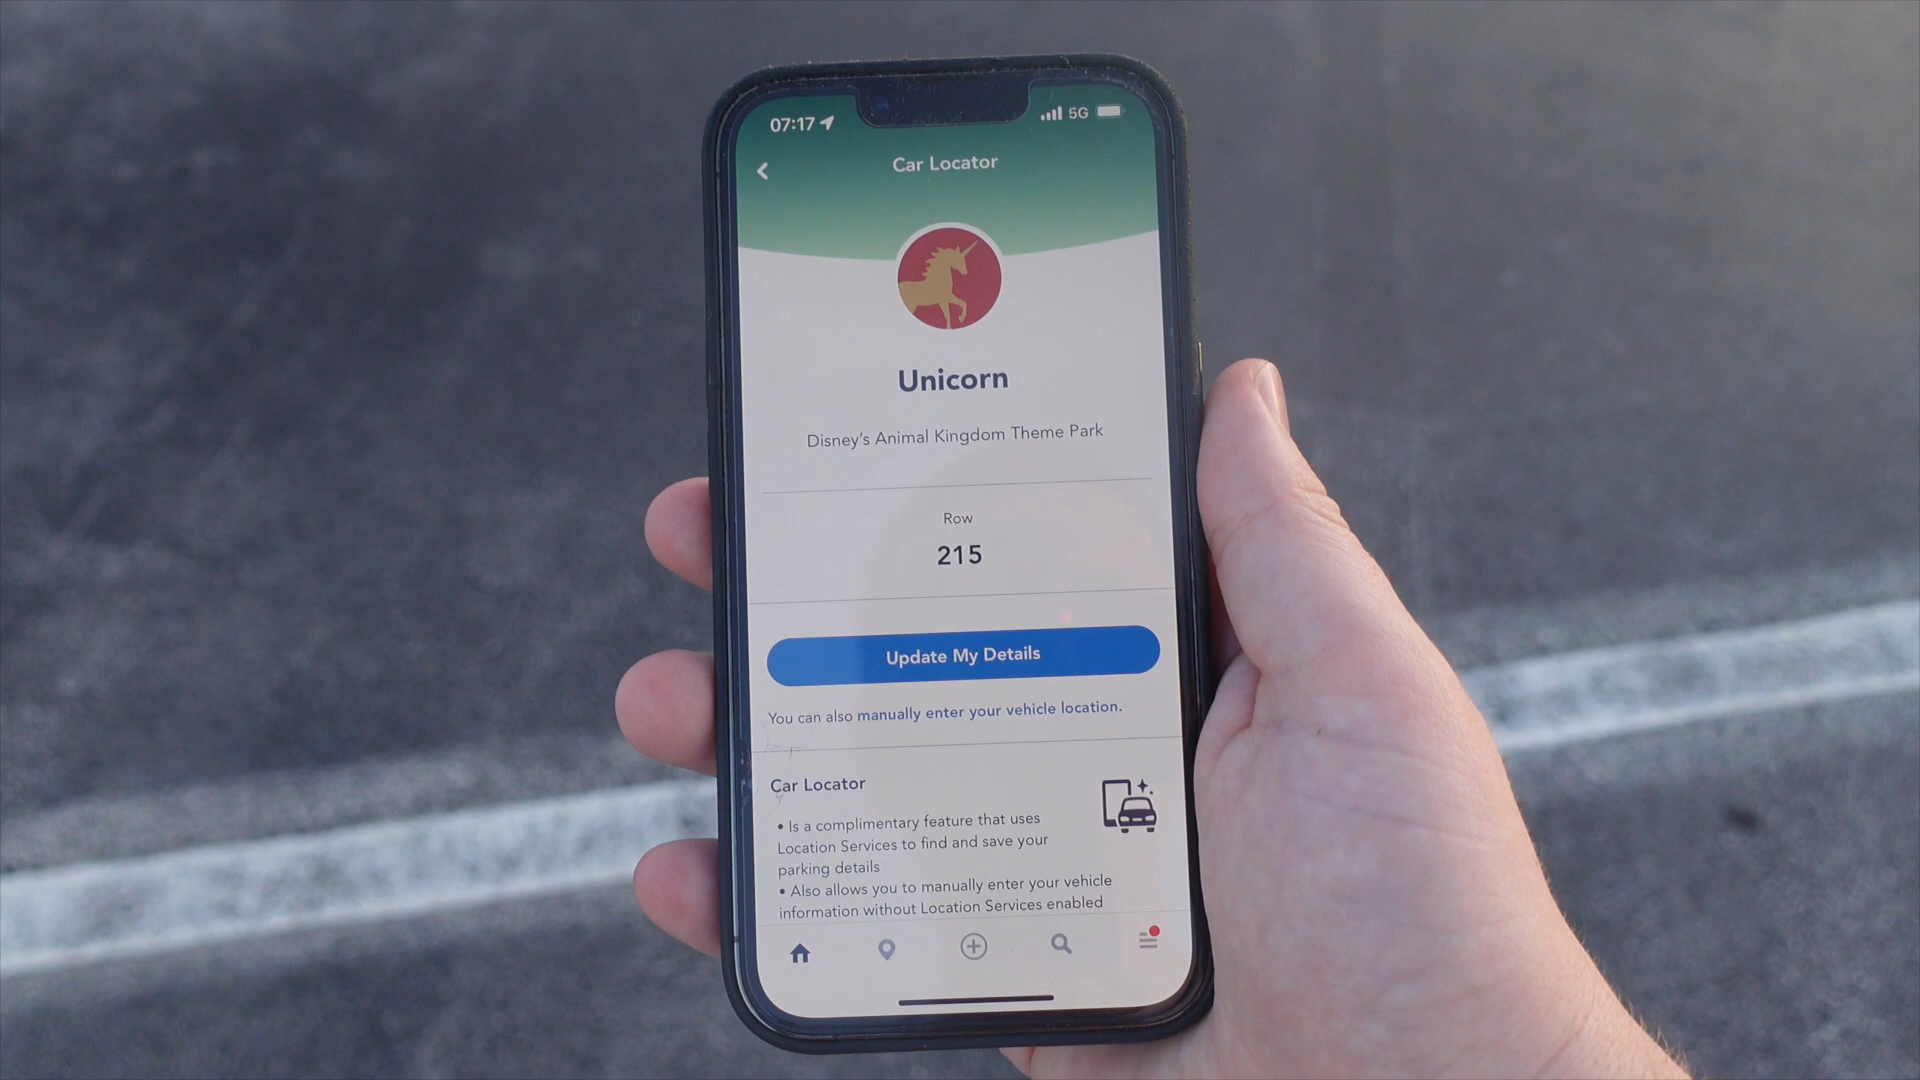 07:17
5G
Car Locator
Unicorn
Disney's Animal Kingdom Theme Park
Row
215
Update My Details
You can also manually enter your vehicle location.
Car Locator
• Is a complimentary feature that uses
Location Services to find and save your
parking details
• Also allows you to manually enter your vehicle
information without Location Services enabled